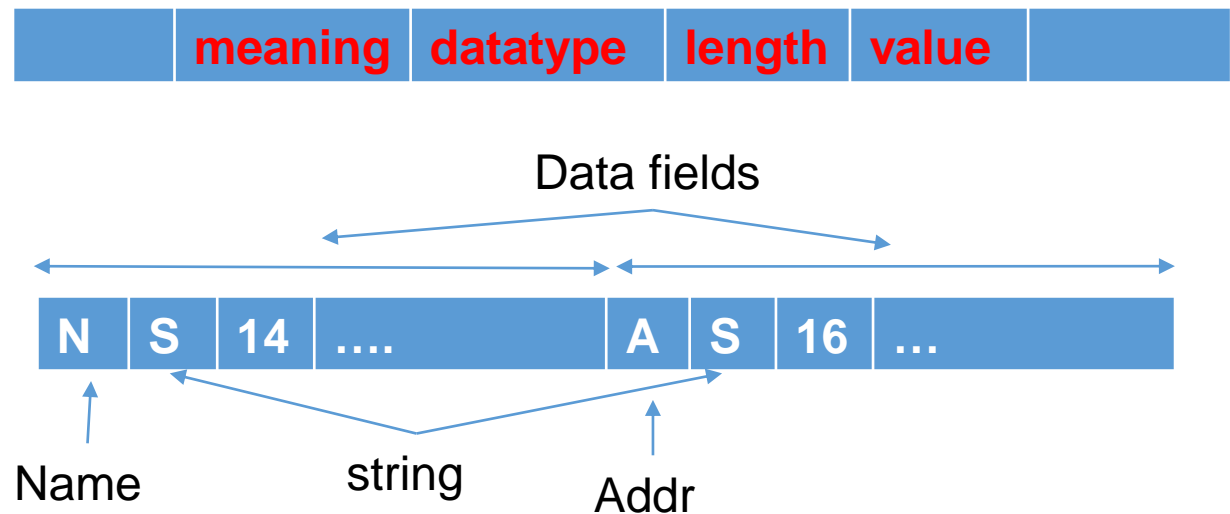 meaning datatype length value
Data fields
N S 14 .... A S 16 ...
Name string Addr